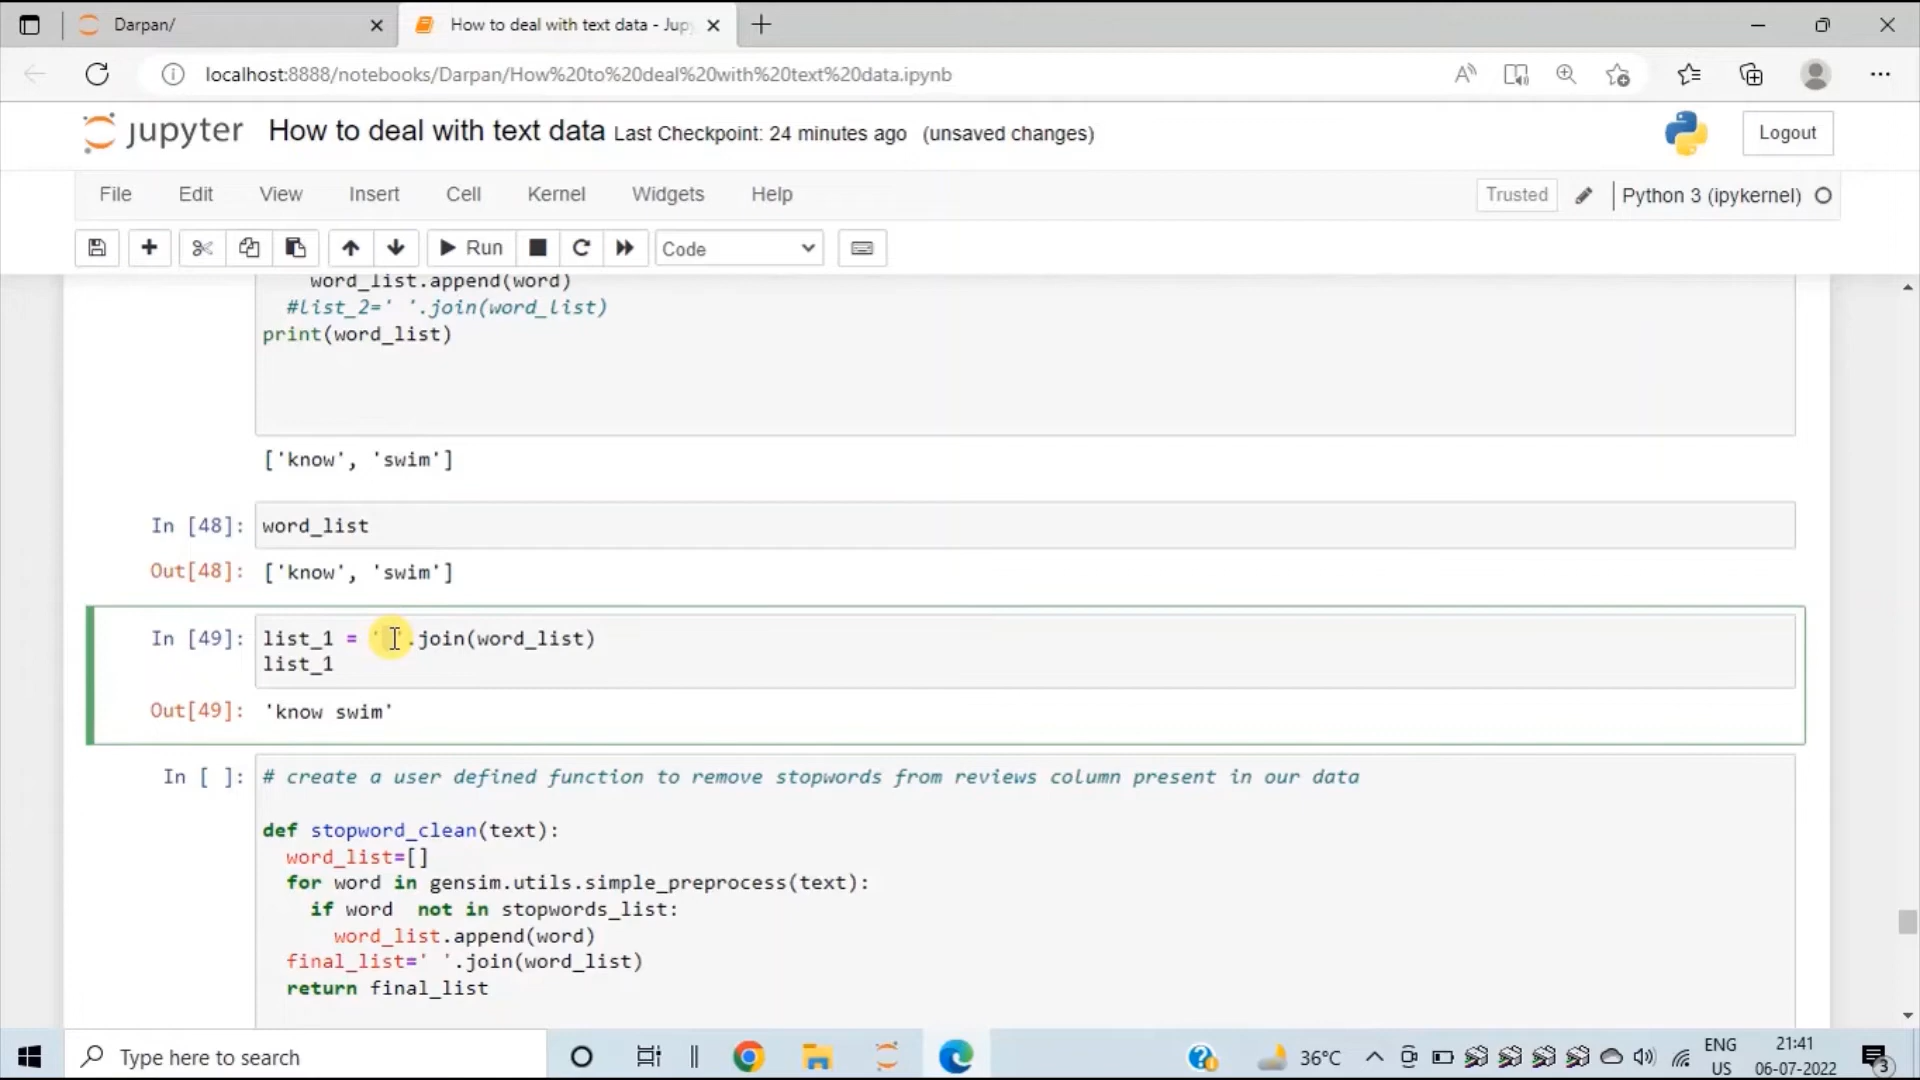 Darpan/
How to deal with text data - Jup
localhost:8888/notebooks/Darpan/How%20to%20deal%20with%20text%20data.ipynb
jupyter How to deal with text data Last Checkpoint: 24 minutes ago (unsaved changes)
Logout
File Edit View Insert Cell Kernel Widgets Help
Trusted
Python 3 (ipykernel)
Run
Code
word_list.append(word)
#list_2=' '.join(word_list)
print(word_list)
['know', 'swim']
In [48]: word_list
Out[48]: ['know', 'swim']
In [49]: list_1 = ' '.join(word_list)
list_1
Out[49]: 'know swim'
In [ ]: # create a user defined function to remove stopwords from reviews column present in our data
def stopword_clean(text):
word_list=[]
for word in gensim.utils.simple_preprocess(text):
if word  not in stopwords_list:
word_list.append(word)
final_list=' '.join(word_list)
return final_list
Type here to search
36°C
ENG
US
21:41
06-07-2022
3